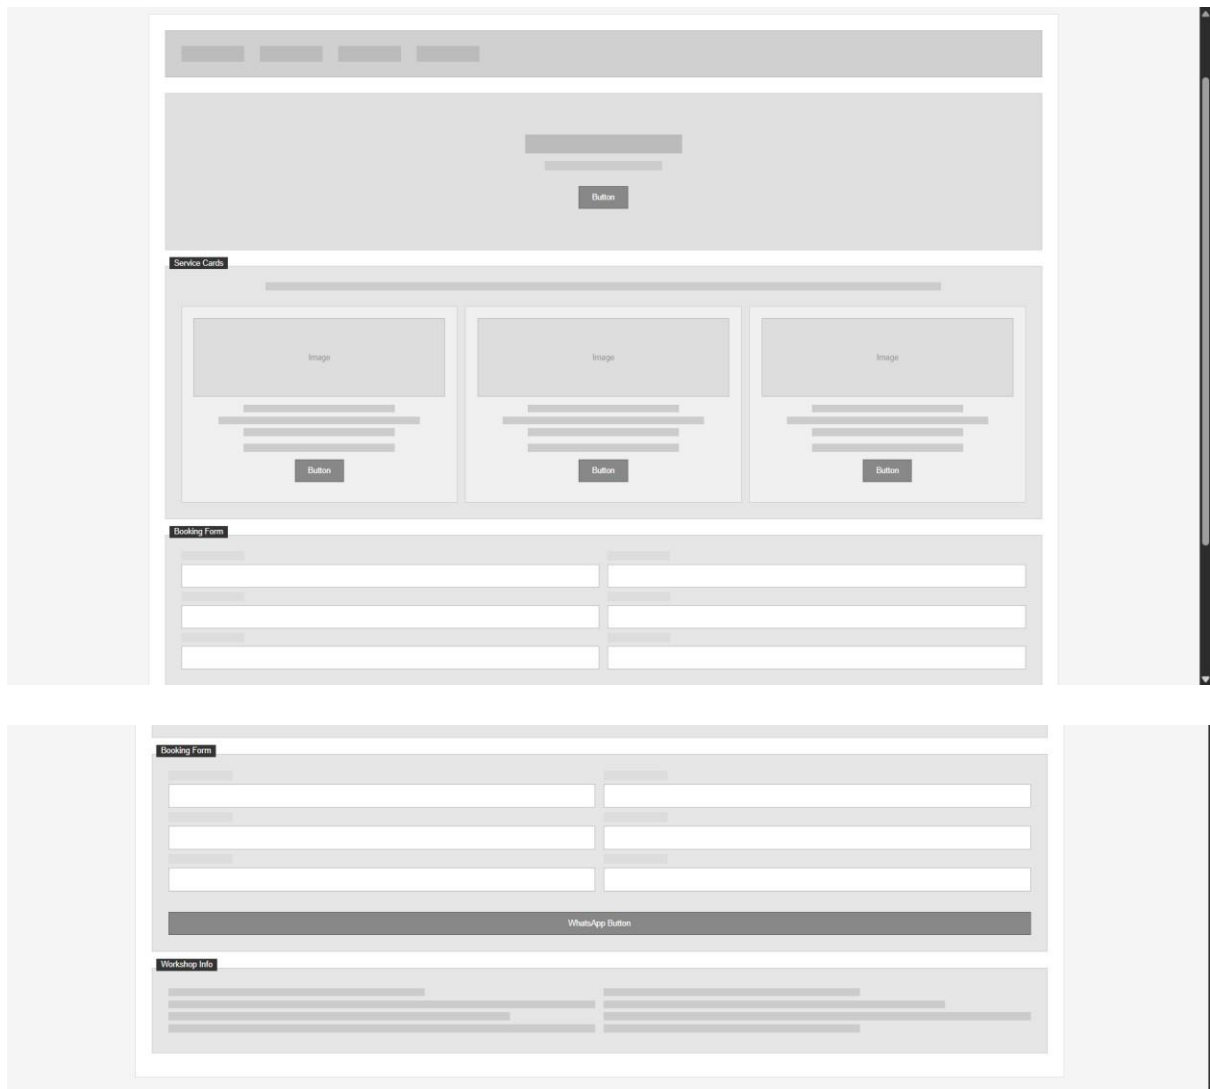 Button
Service Cards
Image Image Image
Button Button Button
Booking Form
Booking Form
WhatsApp Button
Workshop Info